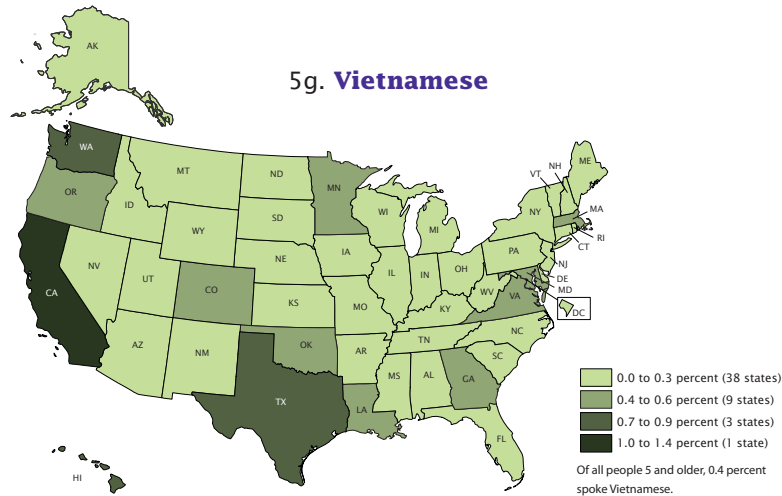 5g. Vietnamese
AK
WA
MT
ND
MN
OR
ID
SD
WI
MI
WY
NY
VT
NH
ME
MA
RI
CT
NV
UT
NE
IA
PA
NJ
CA
CO
KS
IL
IN
OH
WV
VA
DE
MD
DC
MO
KY
AZ
NM
OK
AR
TN
NC
SC
TX
LA
MS
AL
GA
FL
HI
0.0 to 0.3 percent (38 states)
0.4 to 0.6 percent (9 states)
0.7 to 0.9 percent (3 states)
1.0 to 1.4 percent (1 state)
Of all people 5 and older, 0.4 percent
spoke Vietnamese.